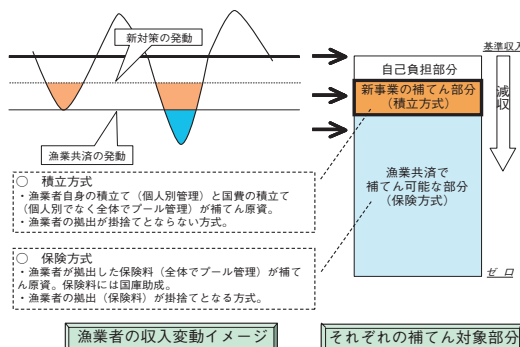 新対策の発動
漁業共済の発動
基準収入
自己負担部分
新事業の補てん部分
（積立方式）
減収
漁業共済で
補てん可能な部分
（保険方式）
ゼ ロ
○ 積立方式
・漁業者自身の積立て（個人別管理）と国費の積立て
（個人別でなく全体でプール管理）が補てん原資。
・漁業者の拠出が掛捨てとならない方式。
○ 保険方式
・漁業者が拠出した保険料（全体でプール管理）が補て
ん原資。保険料には国庫助成。
・漁業者の拠出（保険料）が掛捨てとなる方式。
漁業者の収入変動イメージ
それぞれの補てん対象部分